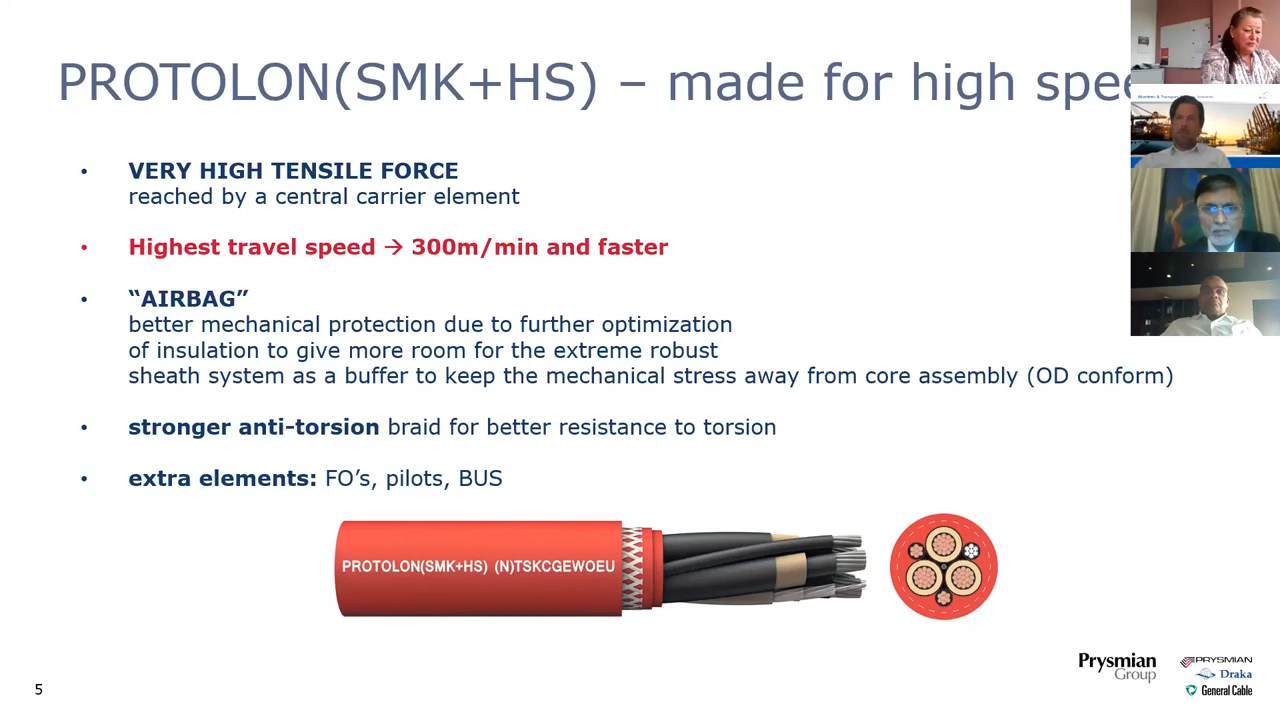 PROTOLON(SMK+HS) – made for high spee
• VERY HIGH TENSILE FORCE
reached by a central carrier element
• Highest travel speed → 300m/min and faster
• “AIRBAG”
better mechanical protection due to further optimization
of insulation to give more room for the extreme robust
sheath system as a buffer to keep the mechanical stress away from core assembly (OD conform)
• stronger anti-torsion braid for better resistance to torsion
• extra elements: FO’s, pilots, BUS
PROTOLON(SMK+HS) (N)TSKCGEWOEU
Prysmian
Group
PRYSMIAN
Draka
General Cable
5